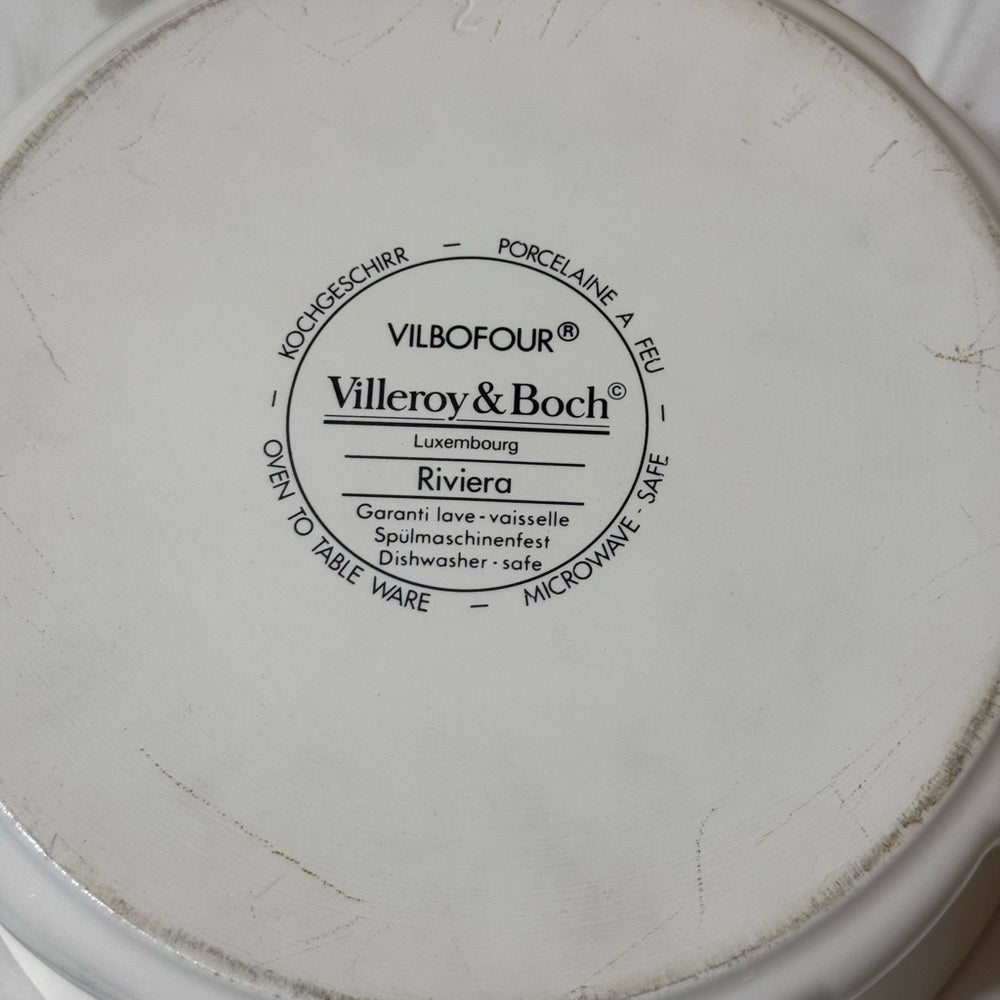 KOCHGESCHIRR – PORCELAINE A FEU –
OVEN TO TABLE WARE – MICROWAVE - SAFE –
VILBOFOUR®
Villeroy & Boch©
Luxembourg
Riviera
Garanti lave - vaisselle
Spülmaschinenfest
Dishwasher - safe
2